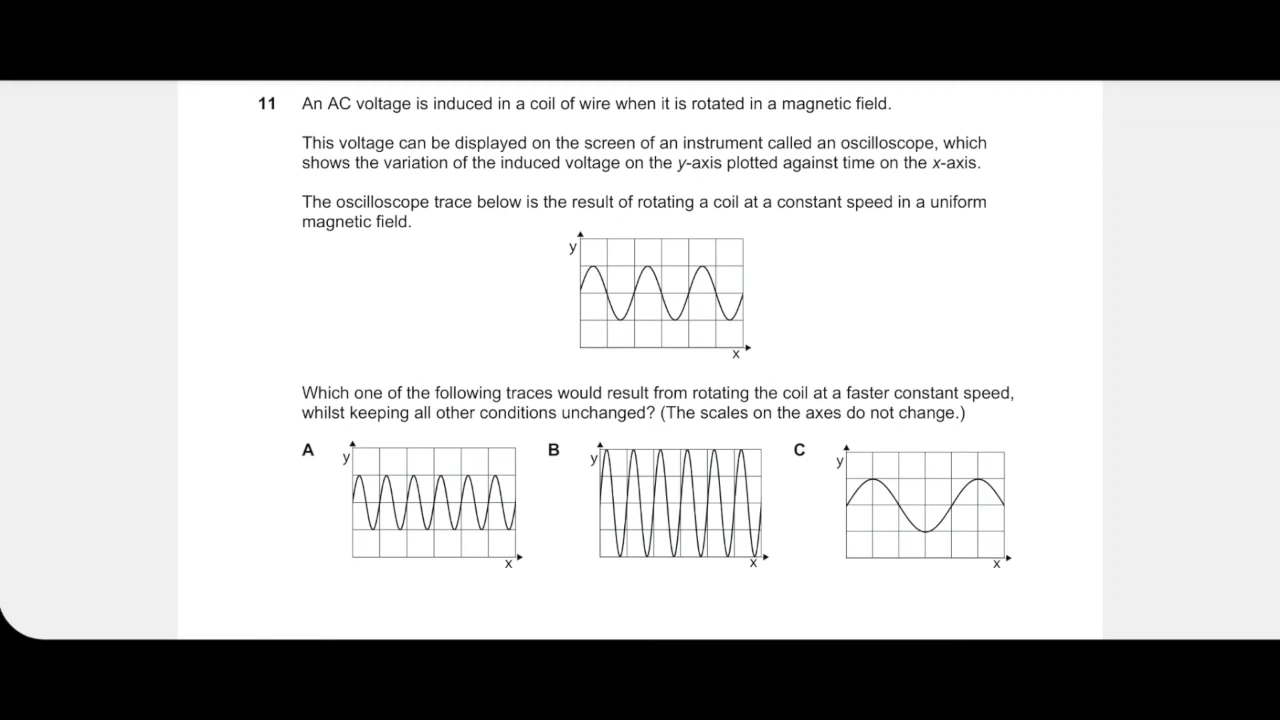 11 An AC voltage is induced in a coil of wire when it is rotated in a magnetic field.
This voltage can be displayed on the screen of an instrument called an oscilloscope, which
shows the variation of the induced voltage on the y-axis plotted against time on the x-axis.
The oscilloscope trace below is the result of rotating a coil at a constant speed in a uniform
magnetic field.
y
x
Which one of the following traces would result from rotating the coil at a faster constant speed,
whilst keeping all other conditions unchanged? (The scales on the axes do not change.)
A y B y C y
x x x